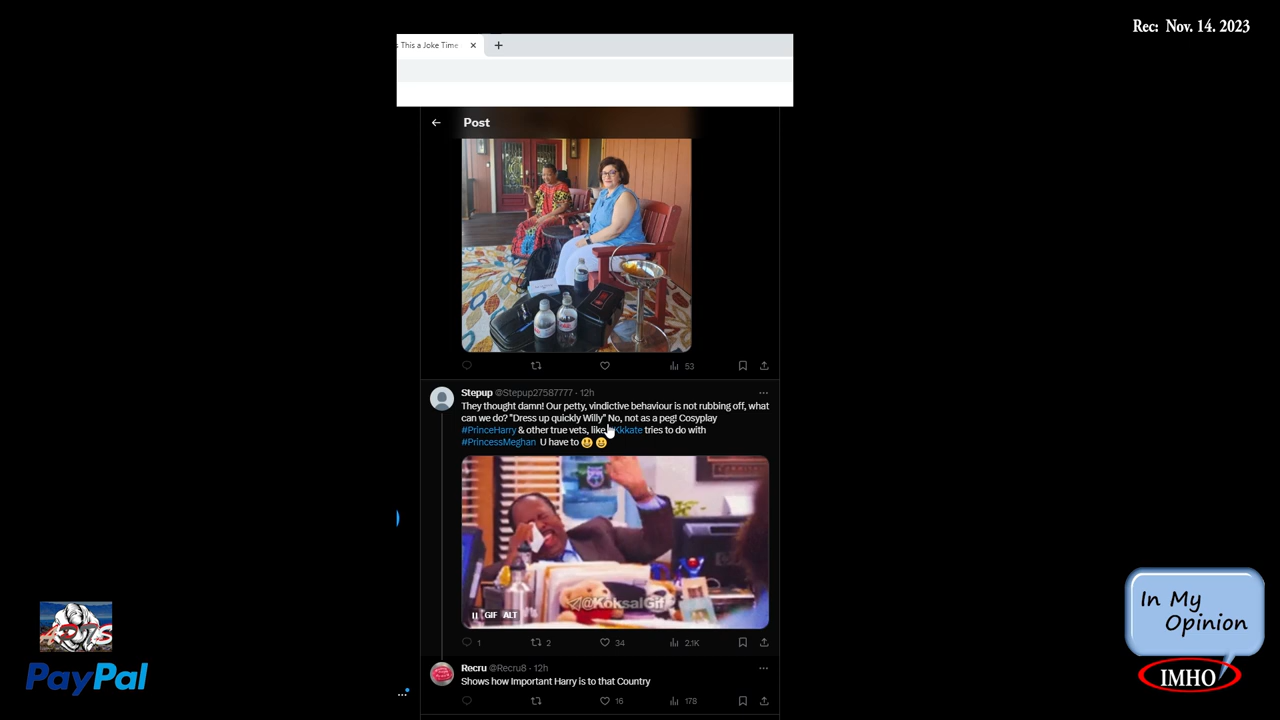 Rec: Nov. 14. 2023
This a Joke Time
Post
53
Stepup @Stepup27587777 · 12h
They thought damn! Our petty, vindictive behaviour is not rubbing off, what
can we do? "Dress up quickly Willy" No, not as a peg! Cosyplay
#PrinceHarry & other true vets, like #Kkkate tries to do with
#PrincessMeghan U have to 😃 😄
@KoksalGif
GIF ALT
1 2 34 2.1K
Recru @Recru8 · 12h
Shows how Important Harry is to that Country
16 178
PayPal
In My
Opinion
IMHO